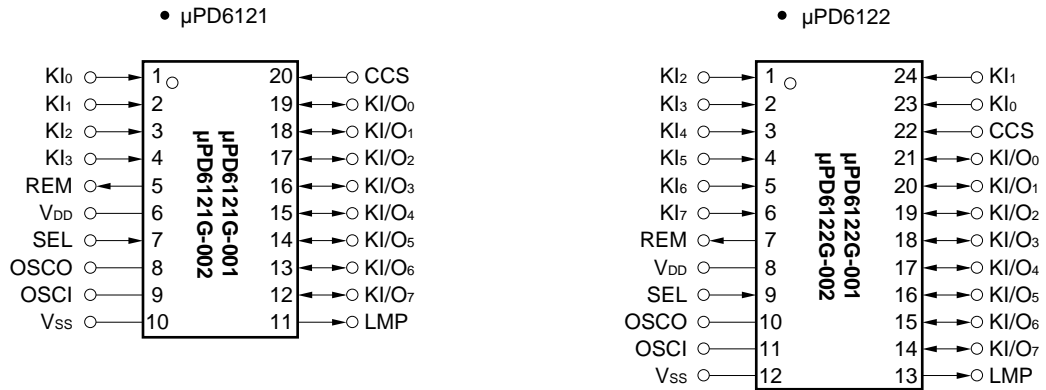 • µPD6121
KI0 1 20 CCS
KI1 2 19 KI/O0
KI2 3 18 KI/O1
KI3 4 17 KI/O2
REM 5 16 KI/O3
VDD 6 15 KI/O4
SEL 7 14 KI/O5
OSCO 8 13 KI/O6
OSCI 9 12 KI/O7
VSS 10 11 LMP
µPD6121G-001
µPD6121G-002
• µPD6122
KI2 1 24 KI1
KI3 2 23 KI0
KI4 3 22 CCS
KI5 4 21 KI/O0
KI6 5 20 KI/O1
KI7 6 19 KI/O2
REM 7 18 KI/O3
VDD 8 17 KI/O4
SEL 9 16 KI/O5
OSCO 10 15 KI/O6
OSCI 11 14 KI/O7
VSS 12 13 LMP
µPD6122G-001
µPD6122G-002